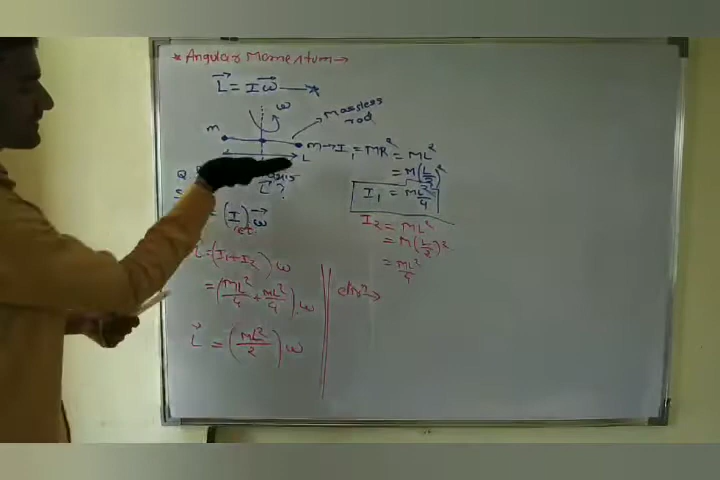 * Angular Momentum →
L⃗ = Iω⃗ →*
ω
Massless rod
m
m → I₁ = MR² = ML²
L
= M(L/2)²
I₁ = ML²/4
axis
L⃗ ?
Q
S
= (I) ω⃗
I₂ = ML²
= M(L/2)²
= ML²/4
L⃗ = (I₁+I₂) ω
= (ML²/4 + ML²/4) . ω
L⃗ = (ML²/2) ω